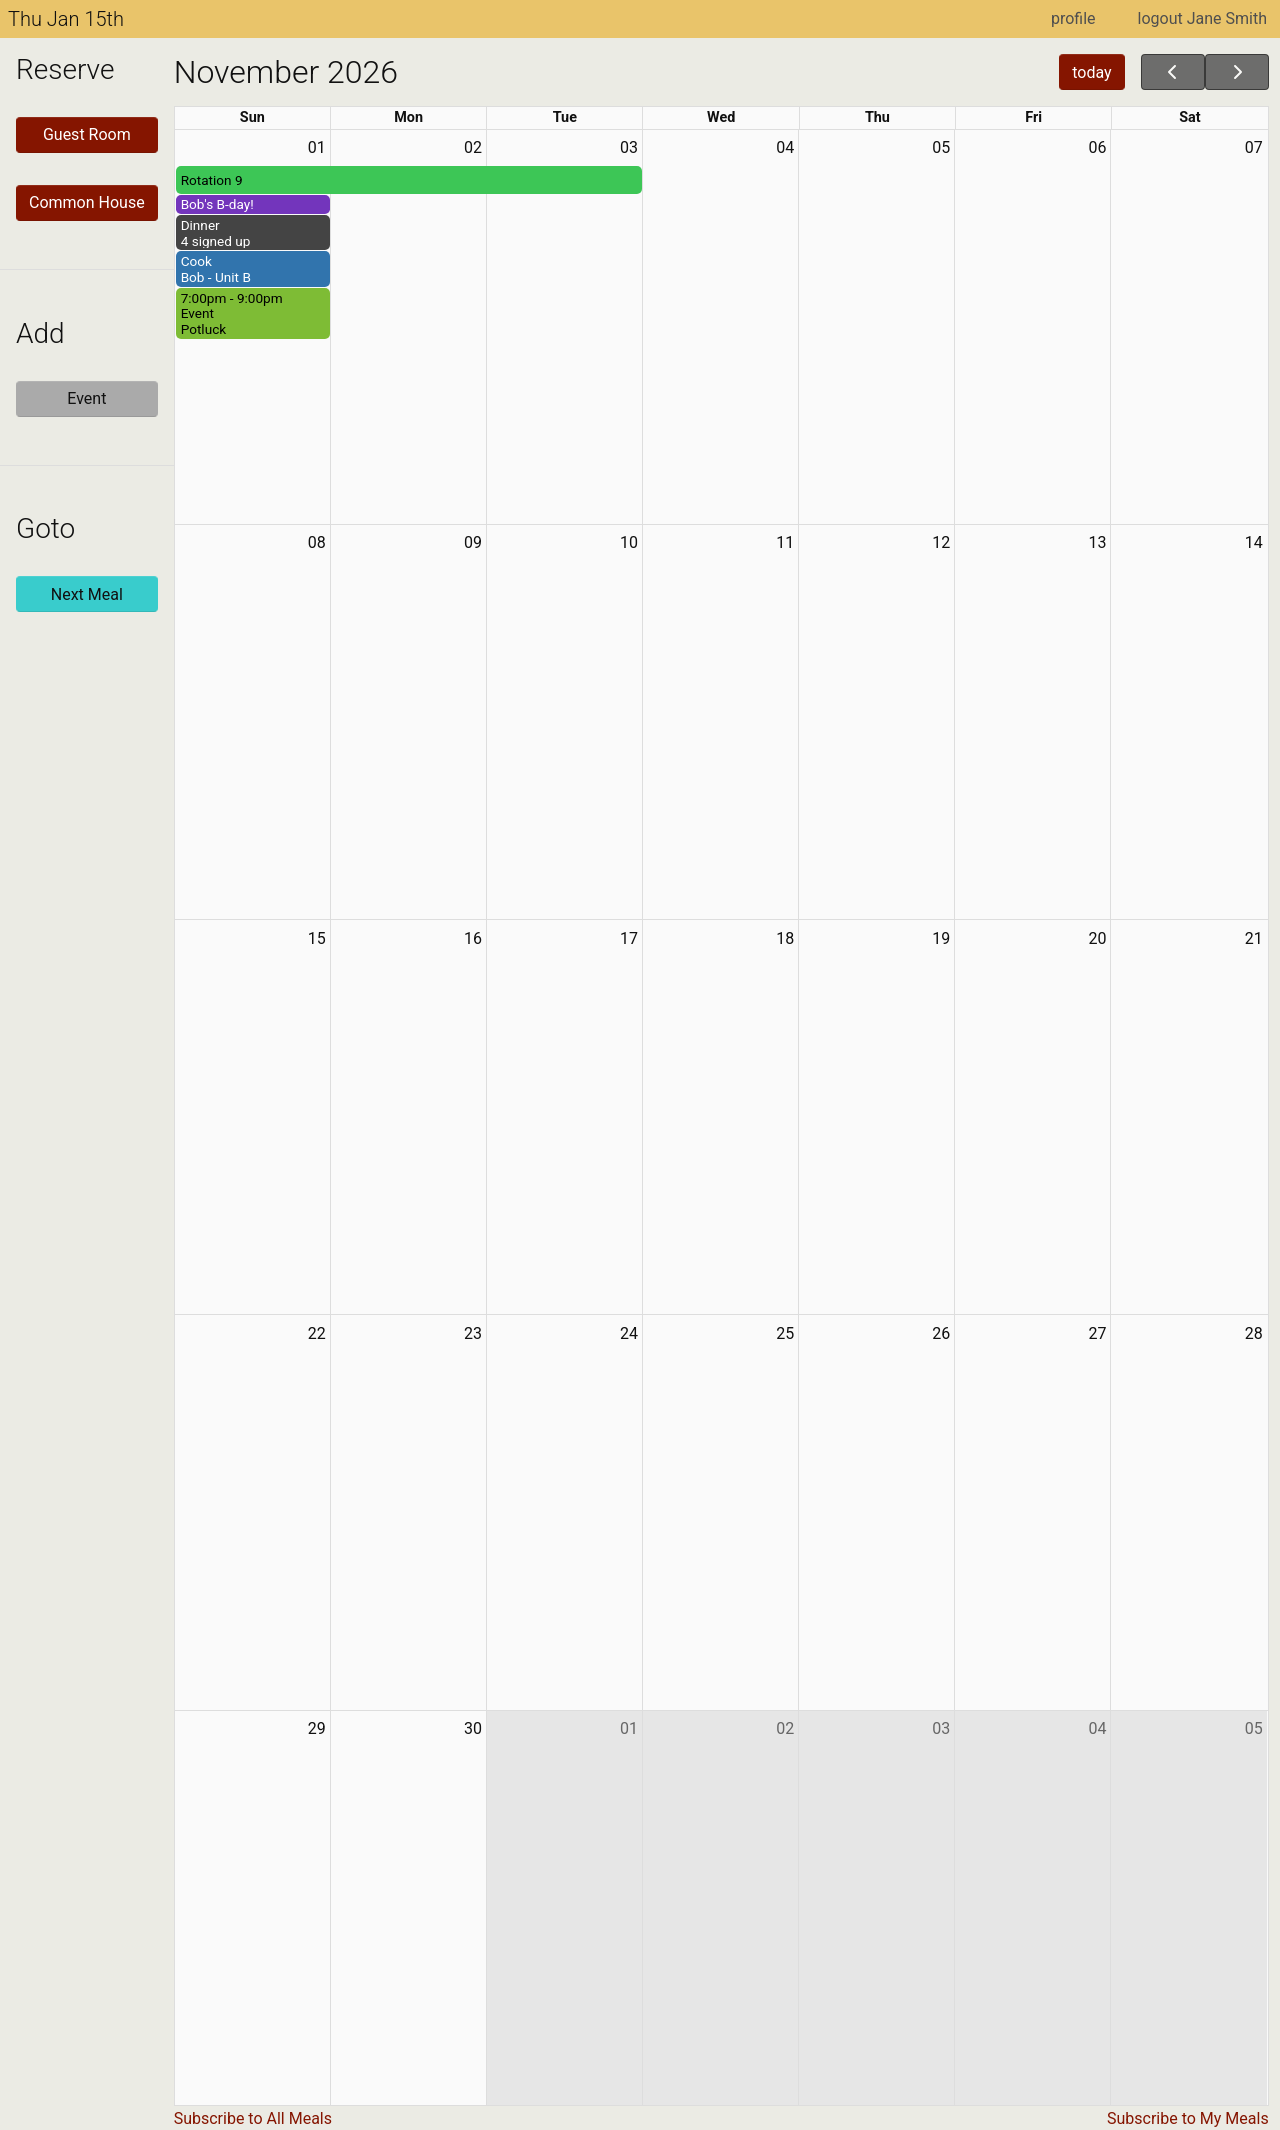 Thu Jan 15th
profile
logout Jane Smith
Reserve
Guest Room
Common House
Add
Event
Goto
Next Meal
November 2026
today
Sun Mon Tue Wed Thu Fri Sat
01 02 03 04 05 06 07
Rotation 9
Bob's B-day!
Dinner
4 signed up
Cook
Bob - Unit B
7:00pm - 9:00pm
Event
Potluck
08 09 10 11 12 13 14
15 16 17 18 19 20 21
22 23 24 25 26 27 28
29 30 01 02 03 04 05
Subscribe to All Meals
Subscribe to My Meals